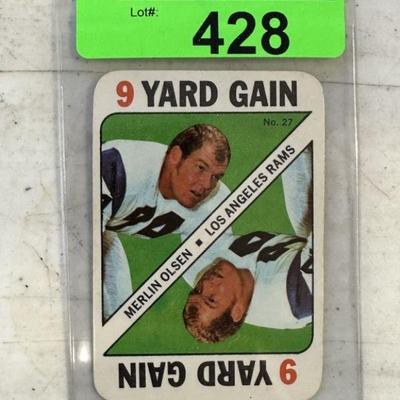 Lot#:
428
9 YARD GAIN
No. 27
MERLIN OLSEN ▪ LOS ANGELES RAMS
9 YARD GAIN